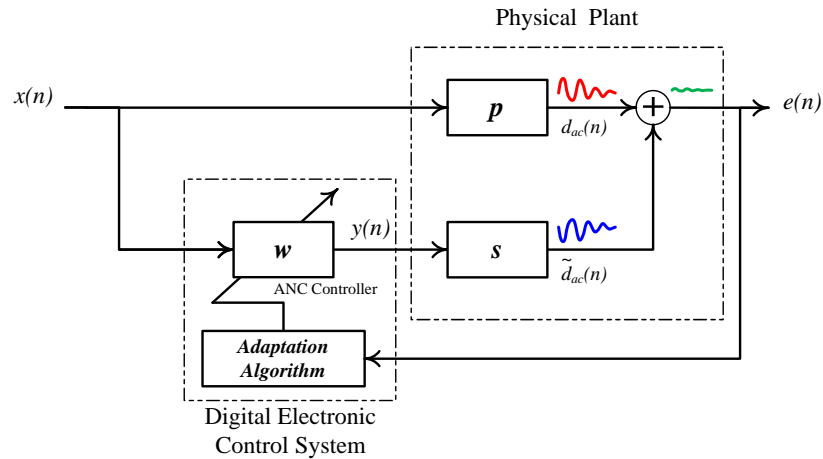 Physical Plant
x(n)
p
+
e(n)
d_ac(n)
w
y(n)
s
d̃_ac(n)
ANC Controller
Adaptation
Algorithm
Digital Electronic
Control System